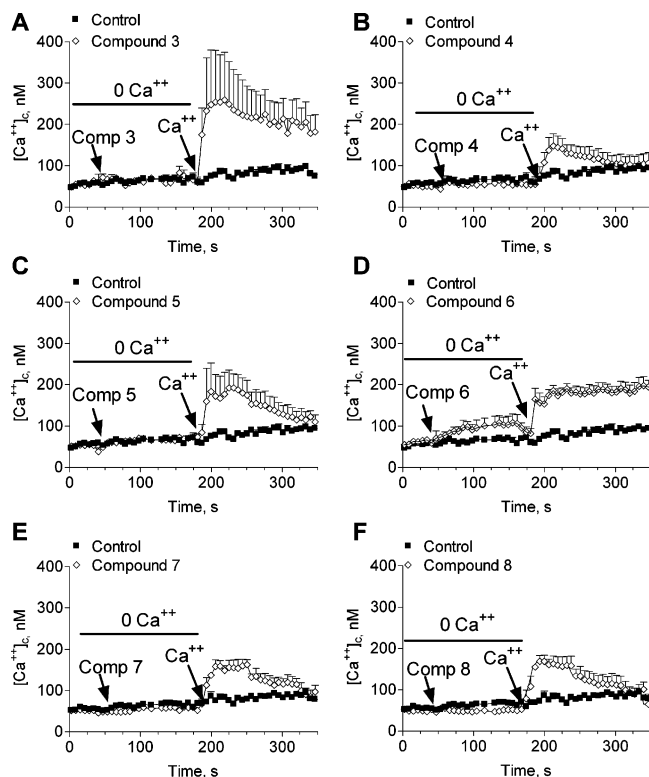 A
Control
Compound 3
400
300
200
100
0
[Ca++]c, nM
0 Ca++
Comp 3
Ca++
0 100 200 300
Time, s
B
Control
Compound 4
400
300
200
100
0
[Ca++]c, nM
0 Ca++
Comp 4
Ca++
0 100 200 300
Time, s
C
Control
Compound 5
400
300
200
100
0
[Ca++]c, nM
0 Ca++
Comp 5
Ca++
0 100 200 300
Time, s
D
Control
Compound 6
400
300
200
100
0
[Ca++]c, nM
0 Ca++
Comp 6
Ca++
0 100 200 300
Time, s
E
Control
Compound 7
400
300
200
100
0
[Ca++]c, nM
0 Ca++
Comp 7
Ca++
0 100 200 300
Time, s
F
Control
Compound 8
400
300
200
100
0
[Ca++]c, nM
0 Ca++
Comp 8
Ca++
0 100 200 300
Time, s